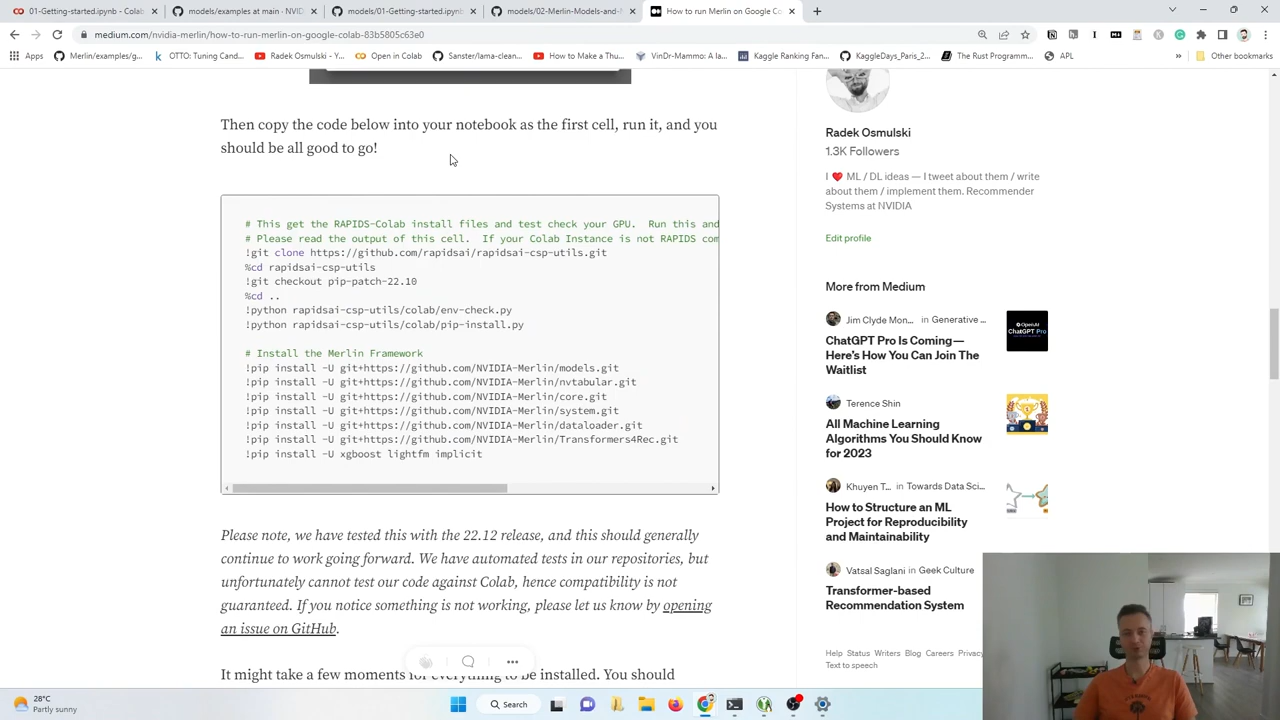 01-Getting-started.ipynb - Colab
models/examples at main · NVID
models/01-Getting-started.ipynb
models/02-Merlin-Models-and-
How to run Merlin on Google Co
medium.com/nvidia-merlin/how-to-run-merlin-on-google-colab-83b5805c63e0
Apps
Merlin/examples/g...
OTTO: Tuning Cand...
Radek Osmulski - Yo...
Open in Colab
Sanster/lama-clean...
How to Make a Thu...
VinDr-Mammo: A la...
Kaggle Ranking Fan...
KaggleDays_Paris_2...
The Rust Programm...
APL
Other bookmarks
Then copy the code below into your notebook as the first cell, run it, and you
should be all good to go!
# This get the RAPIDS-Colab install files and test check your GPU.  Run this and
# Please read the output of this cell.  If your Colab Instance is not RAPIDS com
!git clone https://github.com/rapidsai/rapidsai-csp-utils.git
%cd rapidsai-csp-utils
!git checkout pip-patch-22.10
%cd ..
!python rapidsai-csp-utils/colab/env-check.py
!python rapidsai-csp-utils/colab/pip-install.py
# Install the Merlin Framework
!pip install -U git+https://github.com/NVIDIA-Merlin/models.git
!pip install -U git+https://github.com/NVIDIA-Merlin/nvtabular.git
!pip install -U git+https://github.com/NVIDIA-Merlin/core.git
!pip install -U git+https://github.com/NVIDIA-Merlin/system.git
!pip install -U git+https://github.com/NVIDIA-Merlin/dataloader.git
!pip install -U git+https://github.com/NVIDIA-Merlin/Transformers4Rec.git
!pip install -U xgboost lightfm implicit
Please note, we have tested this with the 22.12 release, and this should generally
continue to work going forward. We have automated tests in our repositories, but
unfortunately cannot test our code against Colab, hence compatibility is not
guaranteed. If you notice something is not working, please let us know by opening
an issue on GitHub.
It might take a few moments for everything to be installed. You should
Radek Osmulski
1.3K Followers
I ❤️ ML / DL ideas — I tweet about them / write
about them / implement them. Recommender
Systems at NVIDIA
Edit profile
More from Medium
Jim Clyde Mon... in Generative ...
ChatGPT Pro Is Coming—
Here's How You Can Join The
Waitlist
OpenAI
ChatGPT Pro
Terence Shin
All Machine Learning
Algorithms You Should Know
for 2023
Khuyen T... in Towards Data Sci...
How to Structure an ML
Project for Reproducibility
and Maintainability
Vatsal Saglani in Geek Culture
Transformer-based
Recommendation System
Help Status Writers Blog Careers Privacy
Text to speech
28°C
Partly sunny
Search